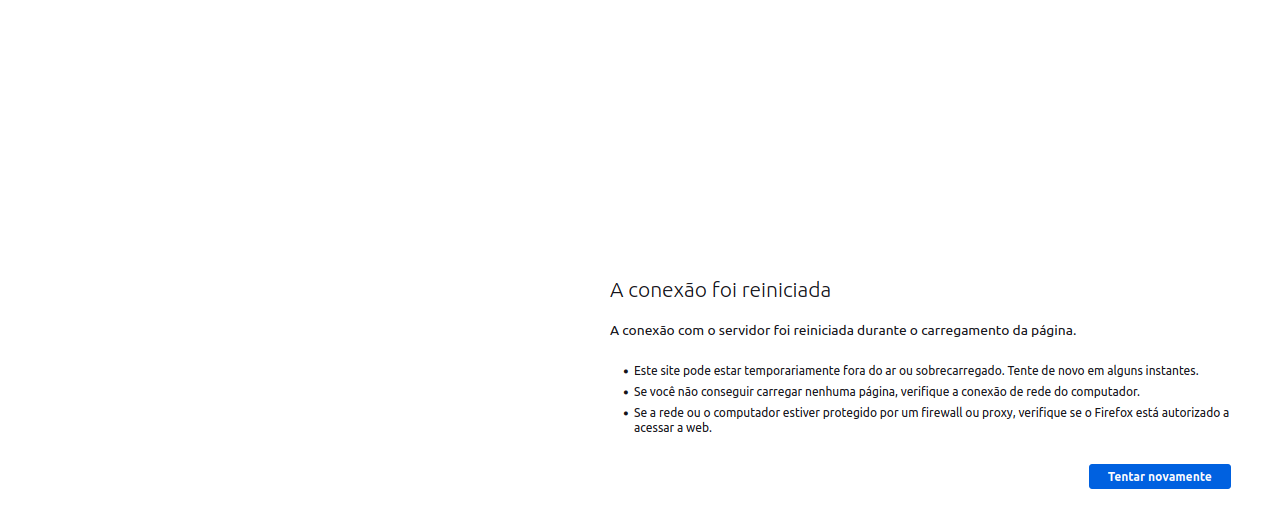 A conexão foi reiniciada
A conexão com o servidor foi reiniciada durante o carregamento da página.
• Este site pode estar temporariamente fora do ar ou sobrecarregado. Tente de novo em alguns instantes.
• Se você não conseguir carregar nenhuma página, verifique a conexão de rede do computador.
• Se a rede ou o computador estiver protegido por um firewall ou proxy, verifique se o Firefox está autorizado a
acessar a web.
Tentar novamente